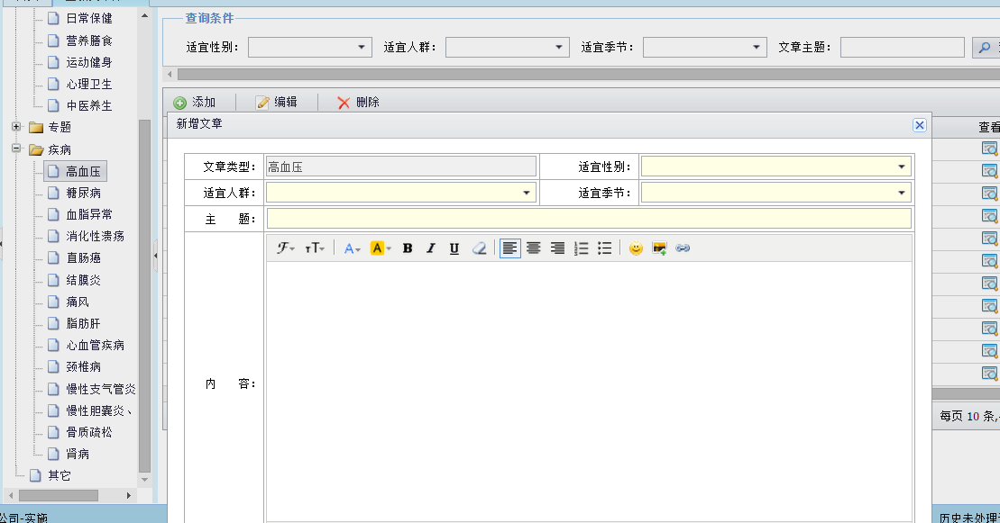 日常保健
营养膳食
运动健身
心理卫生
中医养生
专题
疾病
高血压
糖尿病
血脂异常
消化性溃疡
直肠癌
结膜炎
痛风
脂肪肝
心血管疾病
颈椎病
慢性支气管炎
慢性胆囊炎、
骨质疏松
肾病
其它
公司-实施
查询条件
适宜性别： 适宜人群： 适宜季节： 文章主题：
添加 编辑 删除
新增文章
文章类型： 高血压 适宜性别：
适宜人群： 适宜季节：
主 题：
F TT A A B I U
内 容：
查看
每页 10 条,
历史未处理